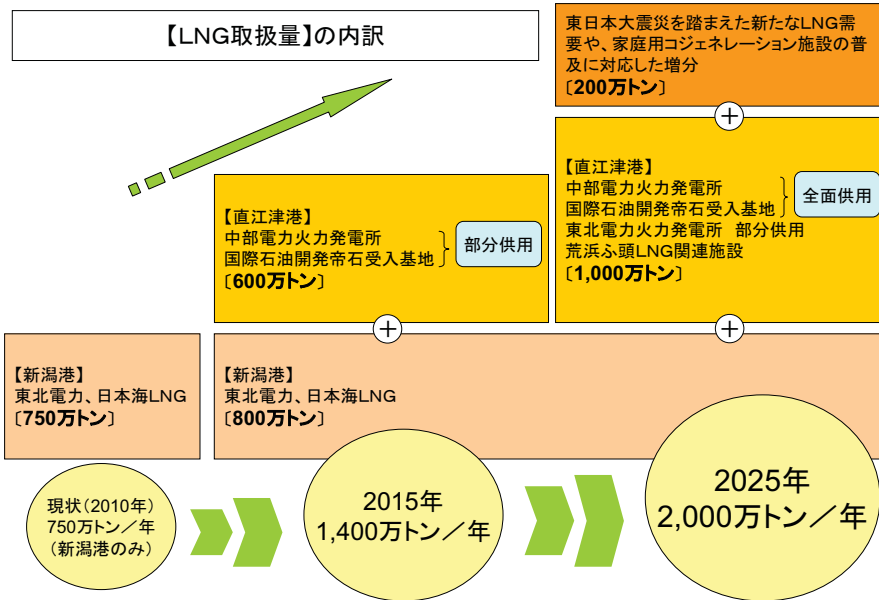 【LNG取扱量】の内訳
東日本大震災を踏まえた新たなLNG需
要や、家庭用コジェネレーション施設の普
及に対応した増分
〔200万トン〕
+
【直江津港】
中部電力火力発電所
国際石油開発帝石受入基地
部分供用
〔600万トン〕
+
【直江津港】
中部電力火力発電所
国際石油開発帝石受入基地
全面供用
東北電力火力発電所 部分供用
荒浜ふ頭LNG関連施設
〔1,000万トン〕
+
【新潟港】
東北電力、日本海LNG
〔750万トン〕
【新潟港】
東北電力、日本海LNG
〔800万トン〕
現状(2010年)
750万トン/年
(新潟港のみ)
2015年
1,400万トン/年
2025年
2,000万トン/年